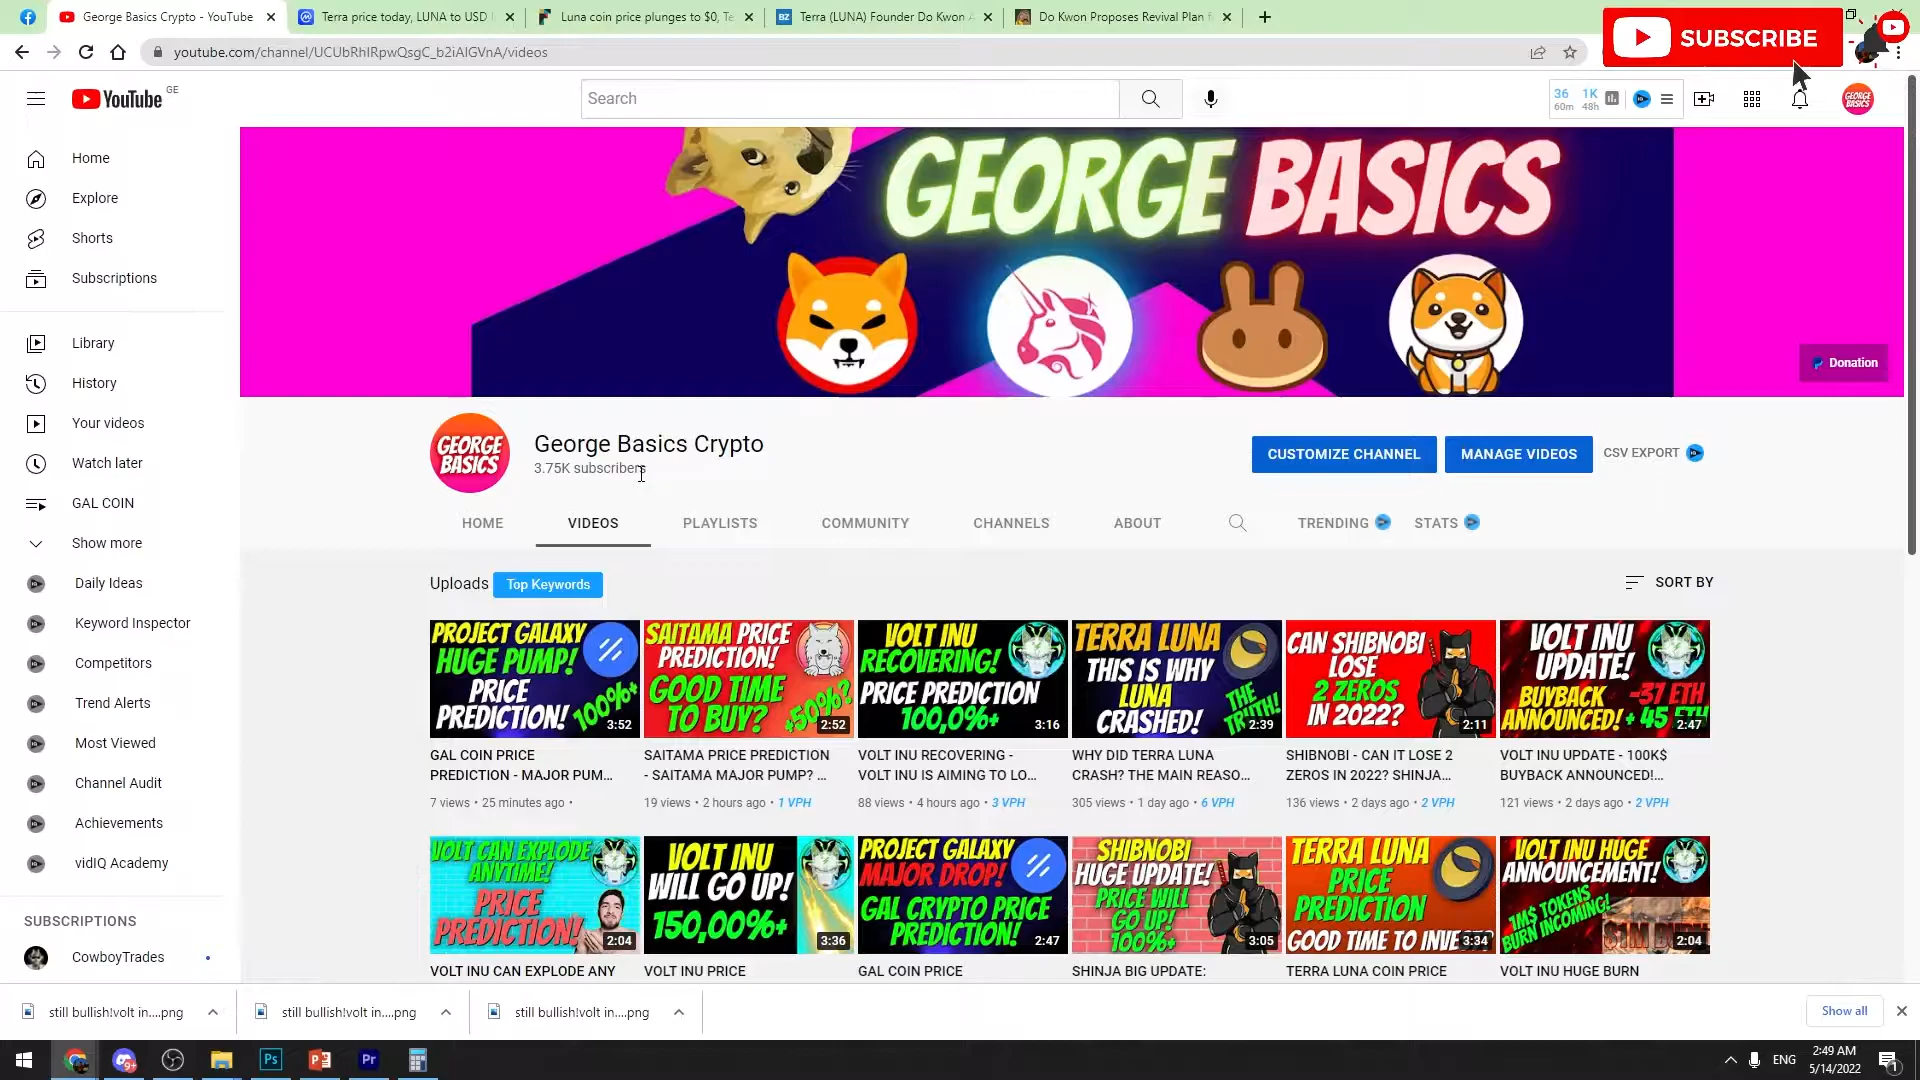 George Basics Crypto - YouTube
Terra price today, LUNA to USD
Luna coin price plunges to $0, Te
Terra (LUNA) Founder Do Kwon A
Do Kwon Proposes Revival Plan f
youtube.com/channel/UCUbRhIRpwQsgC_b2iAlGVnA/videos
SUBSCRIBE
YouTube GE
Search
36 1K
60m 48h
GEORGE BASICS
Home
Explore
Shorts
Subscriptions
Library
History
Your videos
Watch later
GAL COIN
Show more
Daily Ideas
Keyword Inspector
Competitors
Trend Alerts
Most Viewed
Channel Audit
Achievements
vidIQ Academy
SUBSCRIPTIONS
CowboyTrades
GEORGE BASICS
Donation
GEORGE BASICS
George Basics Crypto
3.75K subscribers
CUSTOMIZE CHANNEL
MANAGE VIDEOS
CSV EXPORT
HOME
VIDEOS
PLAYLISTS
COMMUNITY
CHANNELS
ABOUT
TRENDING
STATS
Uploads
Top Keywords
SORT BY
PROJECT GALAXY
HUGE PUMP!
PRICE
PREDICTION!
100%+
3:52
GAL COIN PRICE
PREDICTION - MAJOR PUM...
7 views • 25 minutes ago •
SAITAMA PRICE
PREDICTION!
GOOD TIME
TO BUY?
+50%?
2:52
SAITAMA PRICE PREDICTION
- SAITAMA MAJOR PUMP? ...
19 views • 2 hours ago • 1 VPH
VOLT INU
RECOVERING!
PRICE PREDICTION
100,0%+
3:16
VOLT INU RECOVERING -
VOLT INU IS AIMING TO LO...
88 views • 4 hours ago • 3 VPH
TERRA LUNA
THIS IS WHY
LUNA
CRASHED!
THE
TRUTH!
2:39
WHY DID TERRA LUNA
CRASH? THE MAIN REASO...
305 views • 1 day ago • 6 VPH
CAN SHIBNOBI
LOSE
2 ZEROS
IN 2022?
2:11
SHIBNOBI - CAN IT LOSE 2
ZEROS IN 2022? SHINJA...
136 views • 2 days ago • 2 VPH
VOLT INU
UPDATE!
BUYBACK
ANNOUNCED!
-37 ETH
+ 45 ETH
2:47
VOLT INU UPDATE - 100K$
BUYBACK ANNOUNCED!...
121 views • 2 days ago • 2 VPH
VOLT CAN EXPLODE
ANYTIME!
PRICE
PREDICTION!
2:04
VOLT INU CAN EXPLODE ANY
VOLT INU
WILL GO UP!
150,00%+
3:36
VOLT INU PRICE
PROJECT GALAXY
MAJOR DROP!
GAL CRYPTO PRICE
PREDICTION!
2:47
GAL COIN PRICE
SHIBNOBI
HUGE UPDATE!
PRICE WILL
GO UP!
100%+
3:05
SHINJA BIG UPDATE:
TERRA LUNA
PRICE
PREDICTION
GOOD TIME TO INVEST
3:34
TERRA LUNA COIN PRICE
VOLT INU HUGE
ANNOUNCEMENT!
1M$ TOKENS
BURN INCOMING!
2:04
VOLT INU HUGE BURN
still bullish!volt in....png
still bullish!volt in....png
still bullish!volt in....png
Show all
Ps
Pr
ENG
2:49 AM
5/14/2022